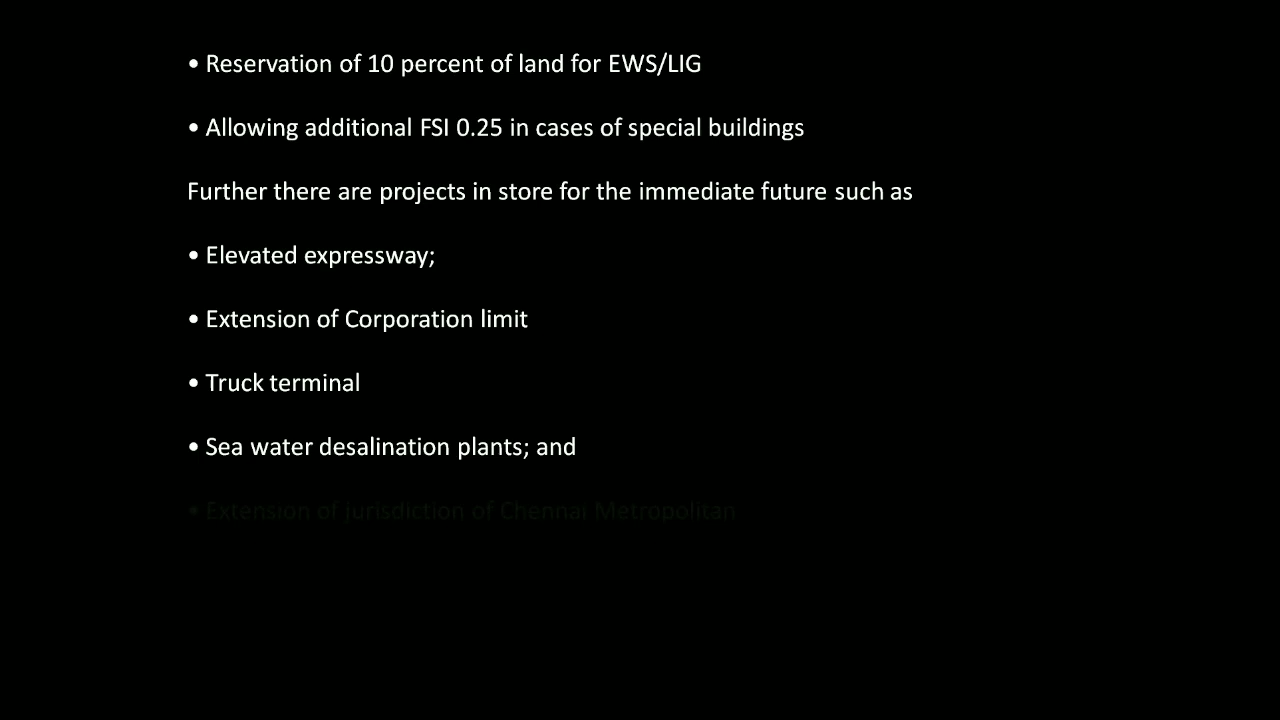 • Reservation of 10 percent of land for EWS/LIG
• Allowing additional FSI 0.25 in cases of special buildings
Further there are projects in store for the immediate future such as
• Elevated expressway;
• Extension of Corporation limit
• Truck terminal
• Sea water desalination plants; and
• Extension of jurisdiction of Chennai Metropolitan